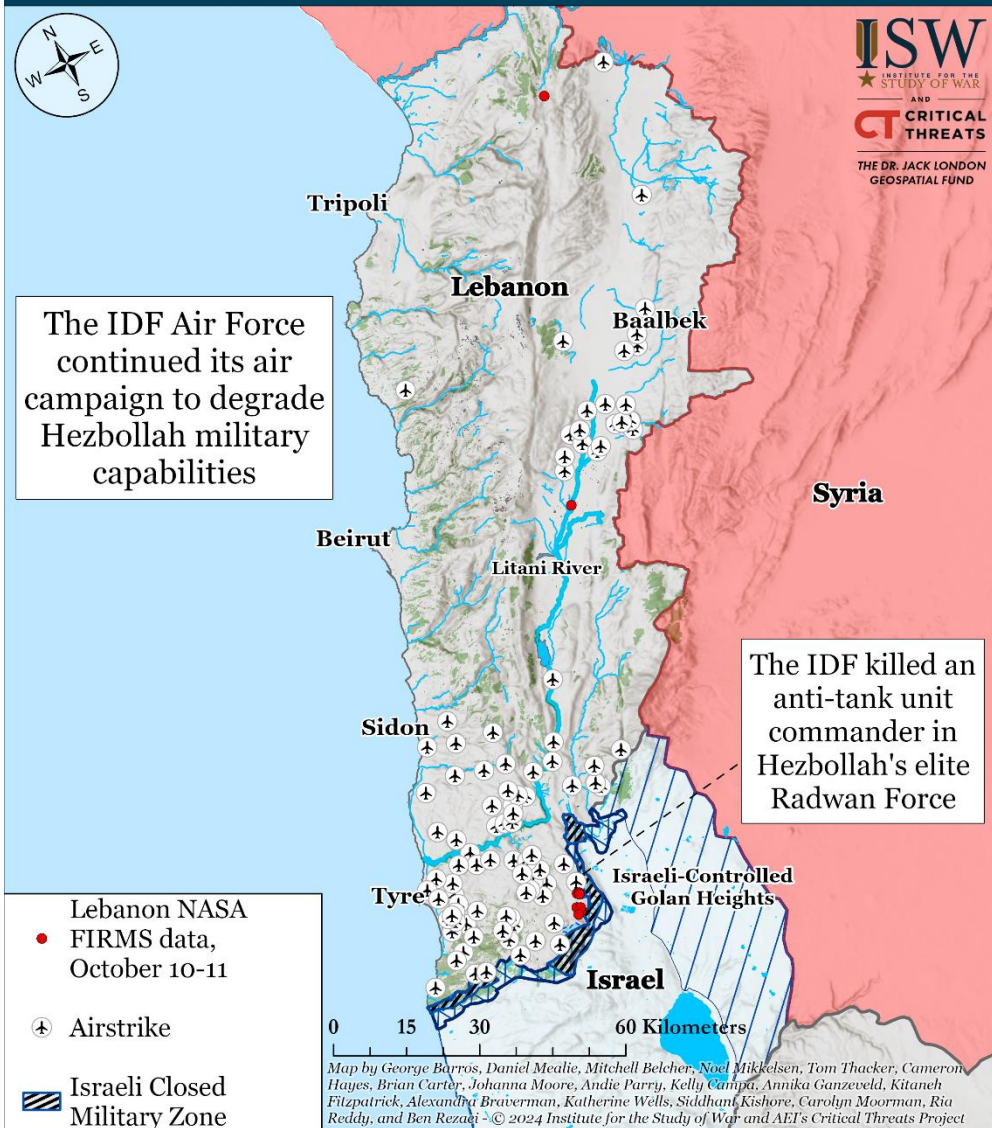 N
E
S
W
ISW
INSTITUTE FOR THE
STUDY OF WAR
AND
CT CRITICAL
THREATS
THE DR. JACK LONDON
GEOSPATIAL FUND
Tripoli
Lebanon
Baalbek
The IDF Air Force
continued its air
campaign to degrade
Hezbollah military
capabilities
Syria
Beirut
Litani River
The IDF killed an
anti-tank unit
commander in
Hezbollah's elite
Radwan Force
Sidon
Israeli-Controlled
Golan Heights
Tyre
Israel
Lebanon NASA
FIRMS data,
October 10-11
Airstrike
Israeli Closed
Military Zone
0 15 30 60 Kilometers
Map by George Barros, Daniel Mealie, Mitchell Belcher, Noel Mikkelsen, Tom Thacker, Cameron
Hayes, Brian Carter, Johanna Moore, Andie Parry, Kelly Campa, Annika Ganzeveld, Kitaneh
Fitzpatrick, Alexandra Braverman, Katherine Wells, Siddhant Kishore, Carolyn Moorman, Ria
Reddy, and Ben Rezaei - © 2024 Institute for the Study of War and AEI's Critical Threats Project